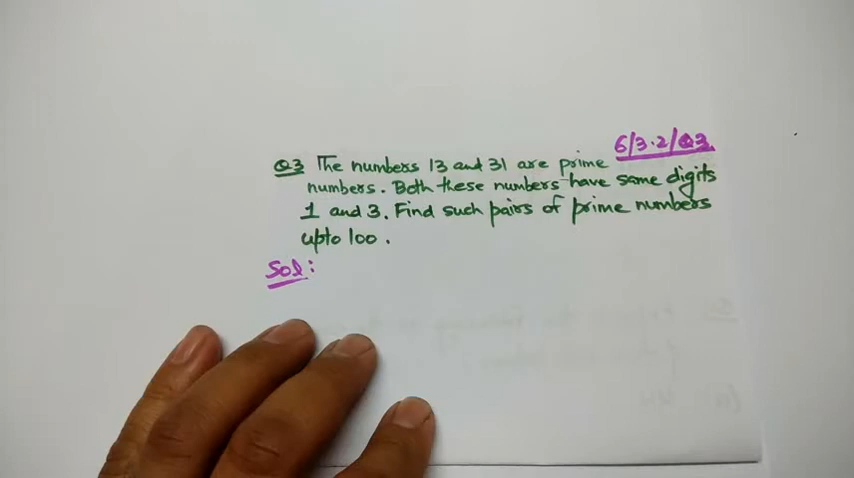 6/3.2/Q3.
Q3 The numbers 13 and 31 are prime
numbers. Both these numbers have same digits
1 and 3. Find such pairs of prime numbers
upto 100.
Sol: